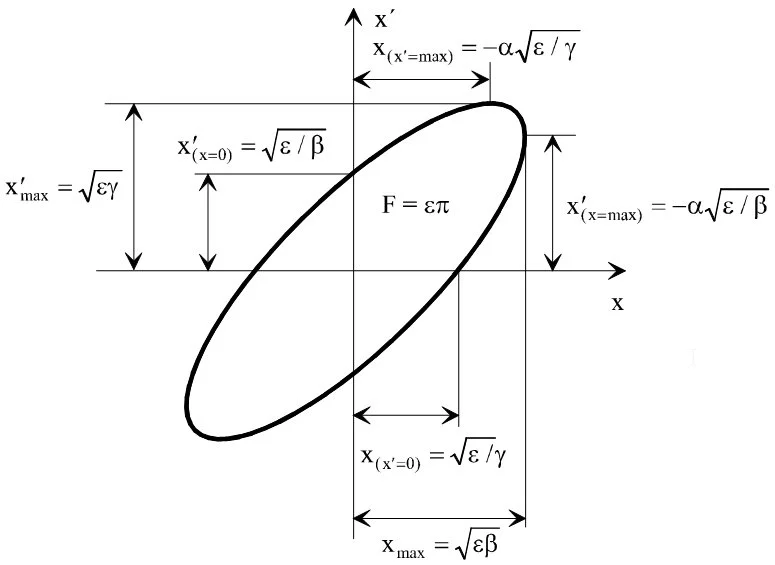 x′
x(x′=max) = −α√ε / γ
x′(x=0) = √ε / β
x′max = √εγ
F = επ
x′(x=max) = −α√ε / β
x
x(x′=0) = √ε /γ
xmax = √εβ